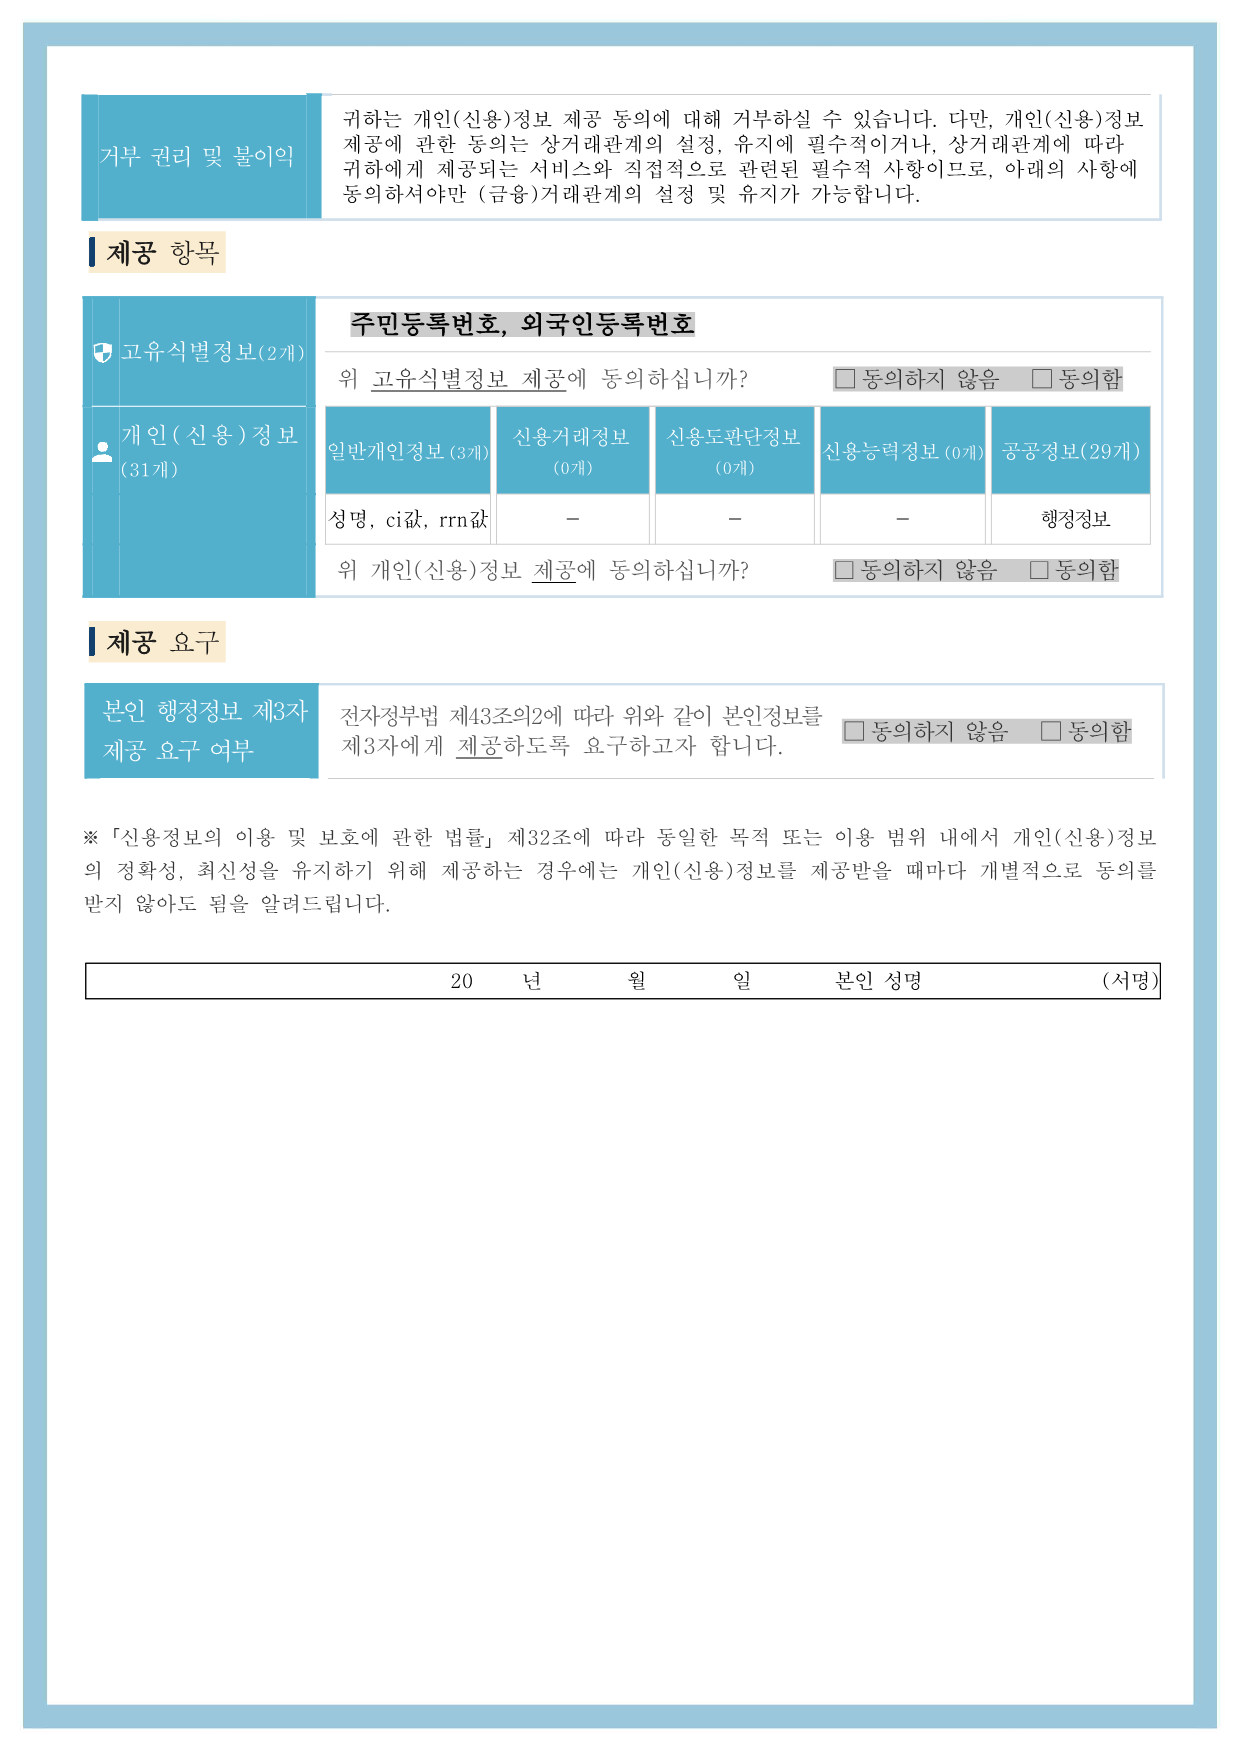 거부 권리 및 불이익
귀하는 개인(신용)정보 제공 동의에 대해 거부하실 수 있습니다. 다만, 개인(신용)정보
제공에 관한 동의는 상거래관계의 설정, 유지에 필수적이거나, 상거래관계에 따라
귀하에게 제공되는 서비스와 직접적으로 관련된 필수적 사항이므로, 아래의 사항에
동의하셔야만 (금융)거래관계의 설정 및 유지가 가능합니다.
제공 항목
고유식별정보(2개)
주민등록번호, 외국인등록번호
위 고유식별정보 제공에 동의하십니까? □ 동의하지 않음 □ 동의함
개인(신용)정보
(31개)
일반개인정보 (3개)
신용거래정보
(0개)
신용도판단정보
(0개)
신용능력정보 (0개)
공공정보(29개)
성명, ci값, rrn값 – – – 행정정보
위 개인(신용)정보 제공에 동의하십니까? □ 동의하지 않음 □ 동의함
제공 요구
본인 행정정보 제3자
제공 요구 여부
전자정부법 제43조의2에 따라 위와 같이 본인정보를
제3자에게 제공하도록 요구하고자 합니다.
□ 동의하지 않음 □ 동의함
※「신용정보의 이용 및 보호에 관한 법률」제32조에 따라 동일한 목적 또는 이용 범위 내에서 개인(신용)정보
의 정확성, 최신성을 유지하기 위해 제공하는 경우에는 개인(신용)정보를 제공받을 때마다 개별적으로 동의를
받지 않아도 됨을 알려드립니다.
20 년 월 일 본인 성명 (서명)